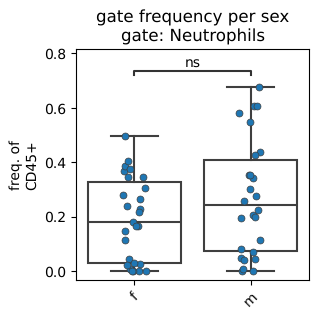 gate frequency per sex
gate: Neutrophils
ns
freq. of
CD45+
0.8
0.6
0.4
0.2
0.0
f
m